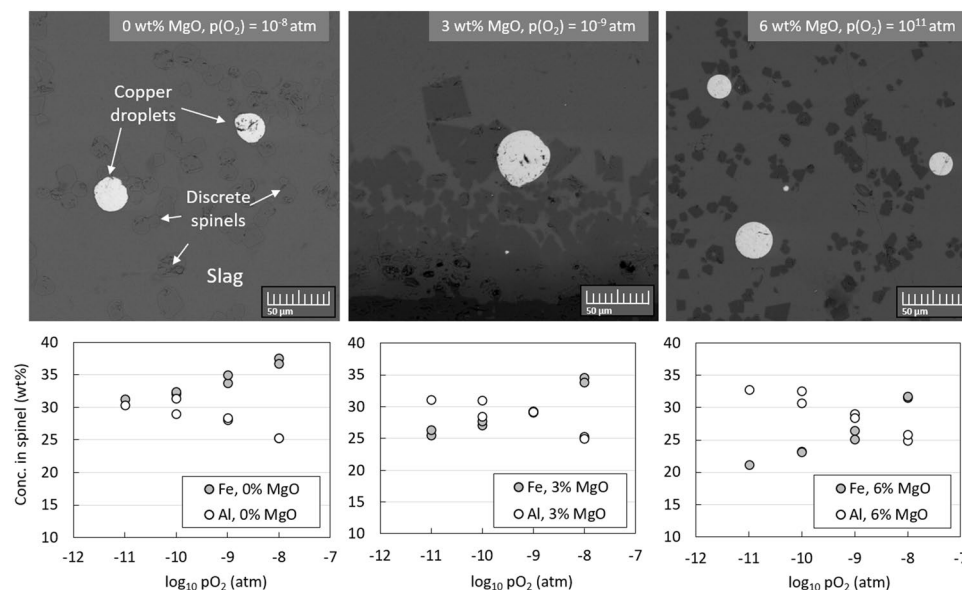 0 wt% MgO, p(O₂) = 10⁻⁸ atm
Copper
droplets
Discrete
spinels
Slag
50 µm
3 wt% MgO, p(O₂) = 10⁻⁹ atm
50 µm
6 wt% MgO, p(O₂) = 10¹¹ atm
50 µm
Conc. in spinel (wt%)
40
35
30
25
20
15
10
Fe, 0% MgO
Al, 0% MgO
-12 -11 -10 -9 -8 -7
log₁₀ pO₂ (atm)
40
35
30
25
20
15
10
Fe, 3% MgO
Al, 3% MgO
-12 -11 -10 -9 -8 -7
log₁₀ pO₂ (atm)
40
35
30
25
20
15
10
Fe, 6% MgO
Al, 6% MgO
-12 -11 -10 -9 -8 -7
log₁₀ pO₂ (atm)